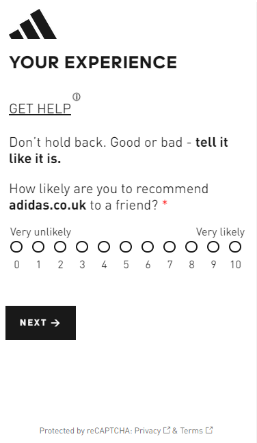 YOUR EXPERIENCE
GET HELP
Don't hold back. Good or bad - tell it
like it is.
How likely are you to recommend
adidas.co.uk to a friend? *
Very unlikely Very likely
0 1 2 3 4 5 6 7 8 9 10
NEXT →
Protected by reCAPTCHA: Privacy & Terms